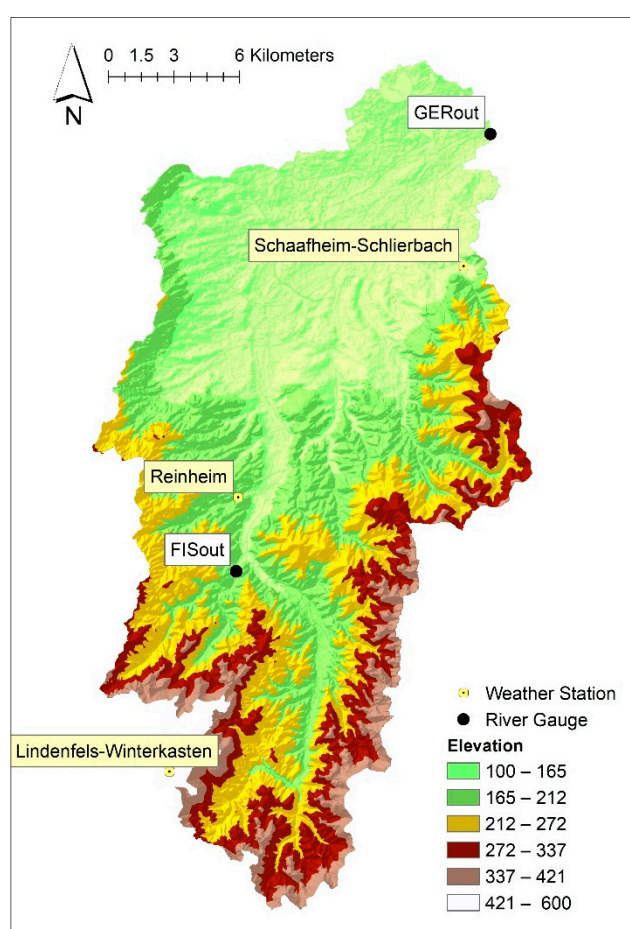 0 1.5 3 6 Kilometers
N
GERout
Schaafheim-Schlierbach
Reinheim
FISout
Lindenfels-Winterkasten
Weather Station
River Gauge
Elevation
100 – 165
165 – 212
212 – 272
272 – 337
337 – 421
421 – 600